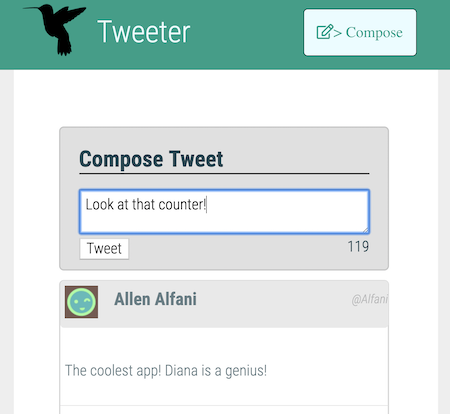 Tweeter
> Compose
Compose Tweet
Look at that counter!
Tweet
119
Allen Alfani
@Alfani
The coolest app! Diana is a genius!